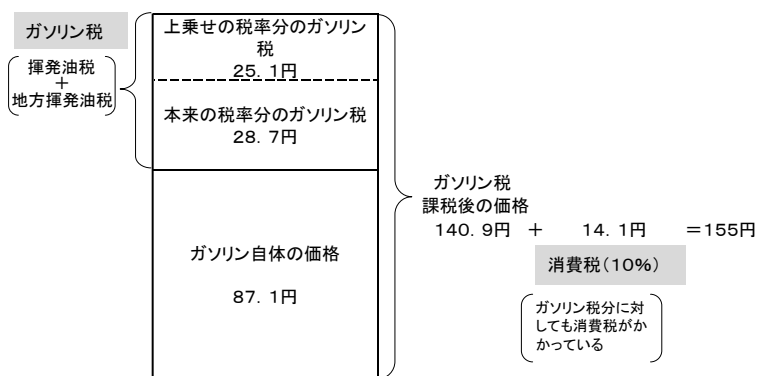 ガソリン税
揮発油税
＋
地方揮発油税
上乗せの税率分のガソリン
税
２５．１円
本来の税率分のガソリン税
２８．７円
ガソリン自体の価格
８７．１円
ガソリン税
課税後の価格
１４０．９円　＋　１４．１円　＝１５５円
消費税（１０％）
ガソリン税分に対
しても消費税がか
かっている